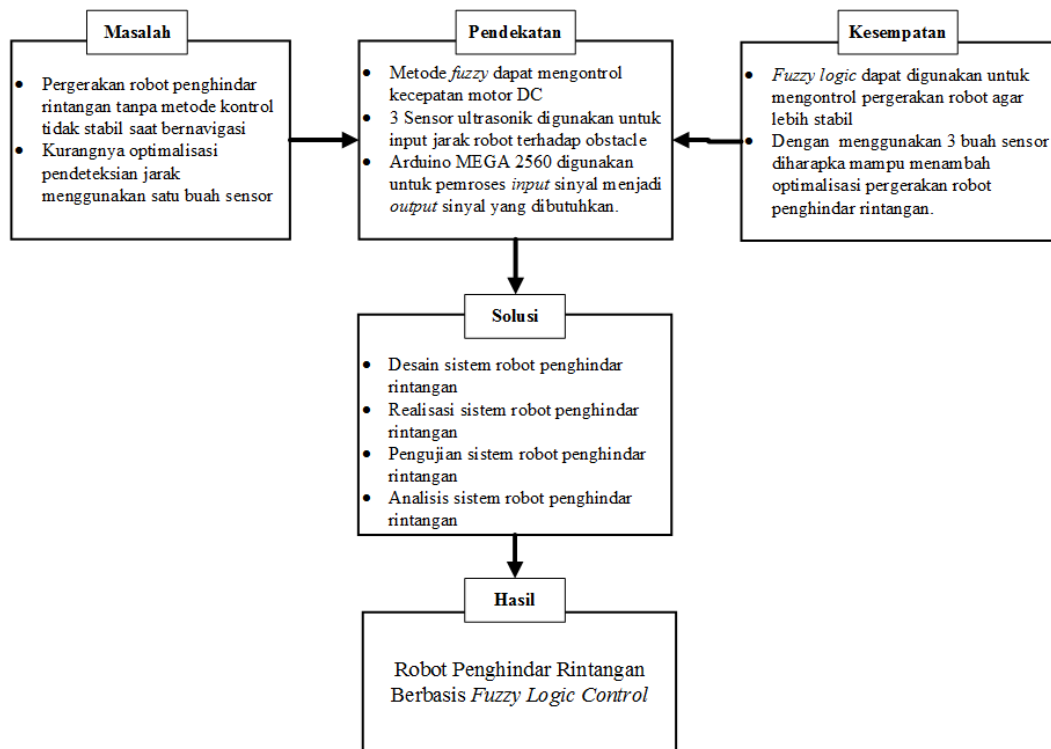 Masalah
• Pergerakan robot penghindar
rintangan tanpa metode kontrol
tidak stabil saat bernavigasi
• Kurangnya optimalisasi
pendeteksian jarak
menggunakan satu buah sensor
Pendekatan
• Metode fuzzy dapat mengontrol
kecepatan motor DC
• 3 Sensor ultrasonik digunakan untuk
input jarak robot terhadap obstacle
• Arduino MEGA 2560 digunakan
untuk pemroses input sinyal menjadi
output sinyal yang dibutuhkan.
Kesempatan
• Fuzzy logic dapat digunakan untuk
mengontrol pergerakan robot agar
lebih stabil
• Dengan menggunakan 3 buah sensor
diharapka mampu menambah
optimalisasi pergerakan robot
penghindar rintangan.
Solusi
• Desain sistem robot penghindar
rintangan
• Realisasi sistem robot penghindar
rintangan
• Pengujian sistem robot penghindar
rintangan
• Analisis sistem robot penghindar
rintangan
Hasil
Robot Penghindar Rintangan
Berbasis Fuzzy Logic Control